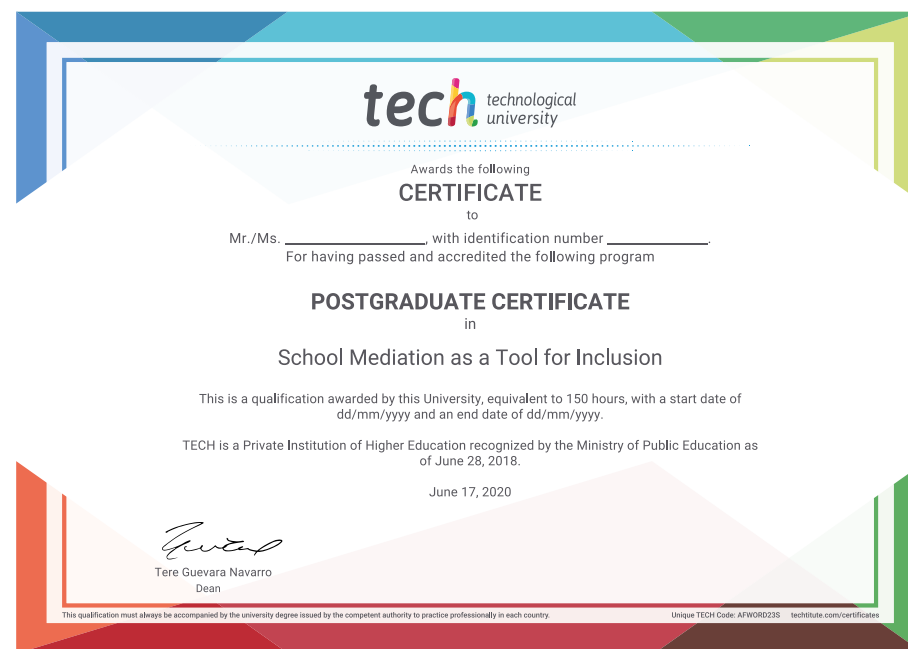 tech technological
university
Awards the following
CERTIFICATE
to
Mr./Ms. ____________, with identification number ____________.
For having passed and accredited the following program
POSTGRADUATE CERTIFICATE
in
School Mediation as a Tool for Inclusion
This is a qualification awarded by this University, equivalent to 150 hours, with a start date of
dd/mm/yyyy and an end date of dd/mm/yyyy.
TECH is a Private Institution of Higher Education recognized by the Ministry of Public Education as
of June 28, 2018.
June 17, 2020
Tere Guevara Navarro
Dean
This qualification must always be accompanied by the university degree issued by the competent authority to practice professionally in each country.
Unique TECH Code: AFWORD23S techtitute.com/certificates